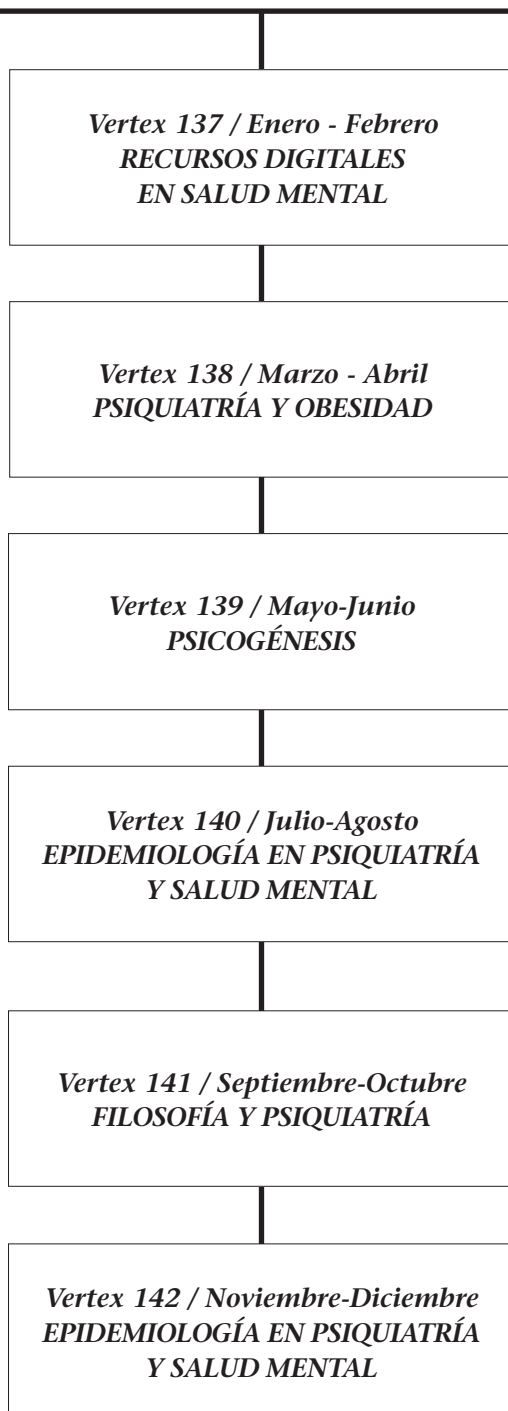 Vertex 137 / Enero - Febrero
RECURSOS DIGITALES
EN SALUD MENTAL
Vertex 138 / Marzo - Abril
PSIQUIATRÍA Y OBESIDAD
Vertex 139 / Mayo-Junio
PSICOGÉNESIS
Vertex 140 / Julio-Agosto
EPIDEMIOLOGÍA EN PSIQUIATRÍA
Y SALUD MENTAL
Vertex 141 / Septiembre-Octubre
FILOSOFÍA Y PSIQUIATRÍA
Vertex 142 / Noviembre-Diciembre
EPIDEMIOLOGÍA EN PSIQUIATRÍA
Y SALUD MENTAL